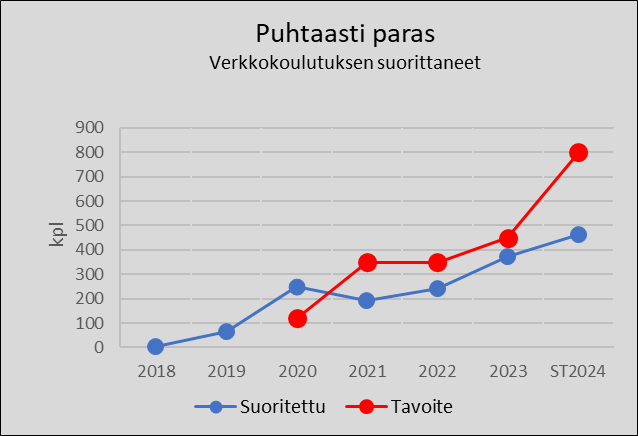 Puhtaasti paras
Verkkokoulutuksen suorittaneet
900
800
700
600
500
400
300
200
100
0
kpl
2018 2019 2020 2021 2022 2023 ST2024
Suoritettu Tavoite